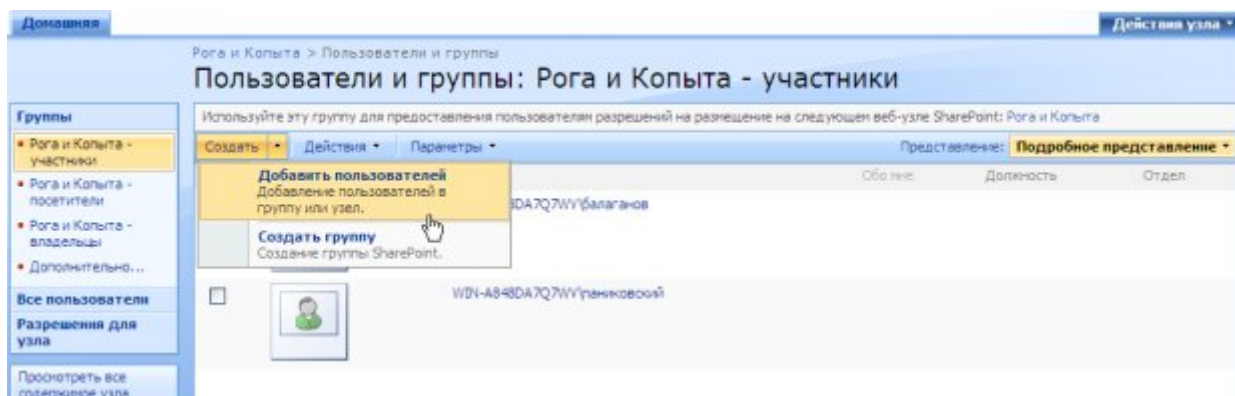 Домашняя
Действия узла
Рога и Копыта > Пользователи и группы
Пользователи и группы: Рога и Копыта - участники
Группы
Используйте эту группу для предоставления пользователям разрешений на размещение на следующем веб-узле SharePoint: Рога и Копыта
Рога и Копыта -
участники
Рога и Копыта -
посетители
Рога и Копыта -
владельцы
Дополнительно...
Все пользователи
Разрешения для
узла
Просмотреть все
содержимое узла
Создать Действия Параметры Представление: Подробное представление
Добавить пользователей
Добавление пользователей в
группу или узел.
Создать группу
Создание группы SharePoint.
Обо мне Должность Отдел
DA7Q7WV\балаганов
WIN-A848DA7Q7WV\паниковский